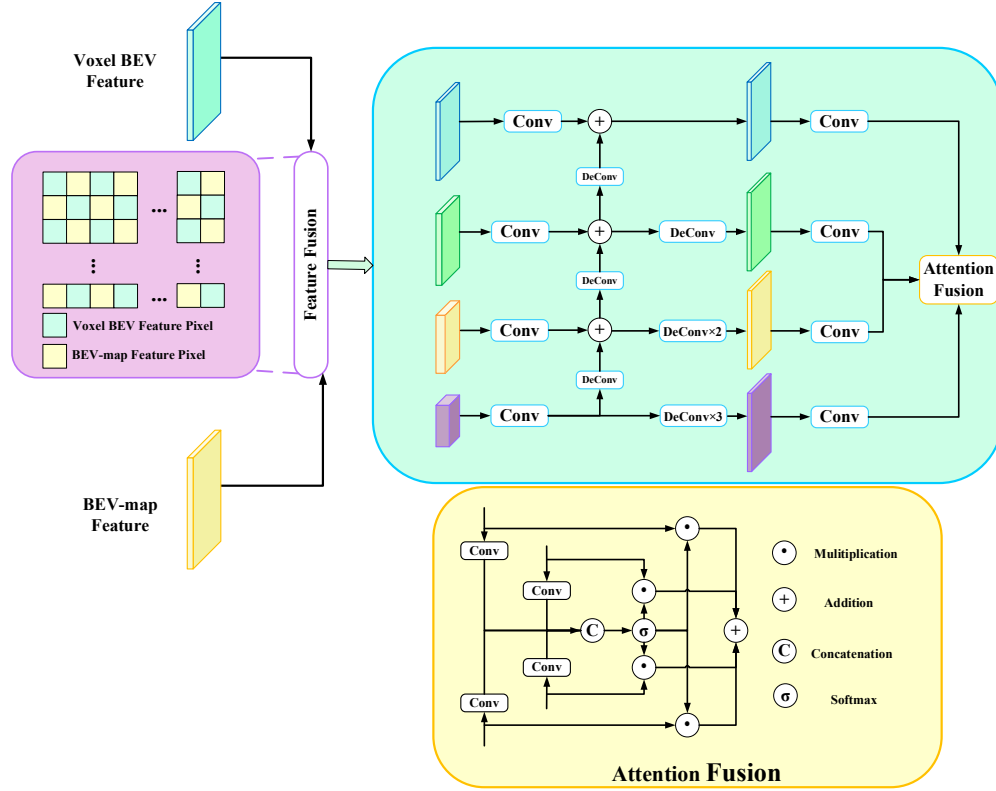 Voxel BEV
Feature
...
...
Voxel BEV Feature Pixel
BEV-map Feature Pixel
BEV-map
Feature
Feature Fusion
Conv
+
Conv
DeConv
Conv
+
DeConv
Conv
DeConv
Conv
+
DeConv×2
Conv
DeConv
Conv
DeConv×3
Conv
Attention
Fusion
Conv
Conv
C
σ
+
Conv
Conv
Mulitiplication
+
Addition
C
Concatenation
σ
Softmax
Attention Fusion